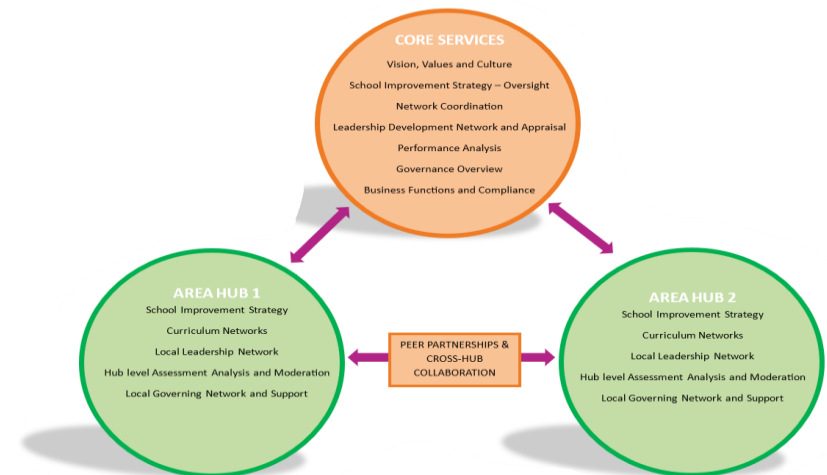 CORE SERVICES
Vision, Values and Culture
School Improvement Strategy – Oversight
Network Coordination
Leadership Development Network and Appraisal
Performance Analysis
Governance Overview
Business Functions and Compliance
AREA HUB 1
School Improvement Strategy
Curriculum Networks
Local Leadership Network
Hub level Assessment Analysis and Moderation
Local Governing Network and Support
PEER PARTNERSHIPS &
CROSS-HUB
COLLABORATION
AREA HUB 2
School Improvement Strategy
Curriculum Networks
Local Leadership Network
Hub level Assessment Analysis and Moderation
Local Governing Network and Support